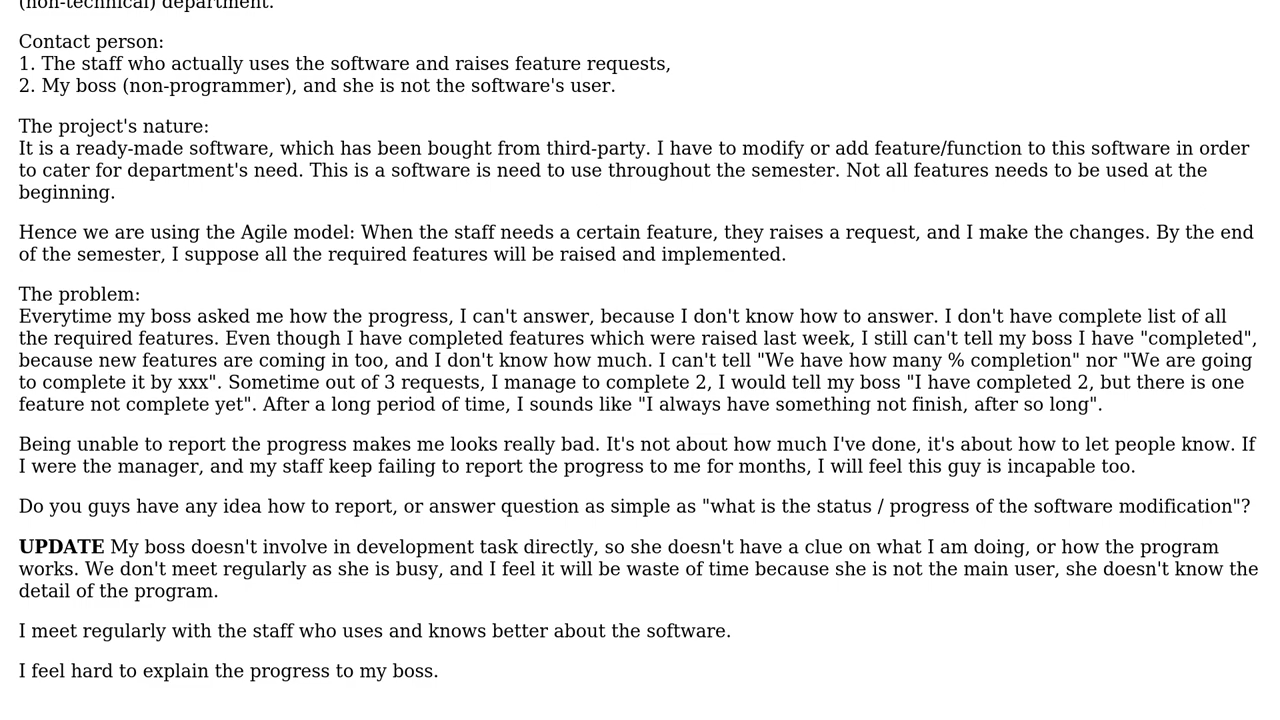 (non-technical) department.
Contact person:
1. The staff who actually uses the software and raises feature requests,
2. My boss (non-programmer), and she is not the software's user.
The project's nature:
It is a ready-made software, which has been bought from third-party. I have to modify or add feature/function to this software in order
to cater for department's need. This is a software is need to use throughout the semester. Not all features needs to be used at the
beginning.
Hence we are using the Agile model: When the staff needs a certain feature, they raises a request, and I make the changes. By the end
of the semester, I suppose all the required features will be raised and implemented.
The problem:
Everytime my boss asked me how the progress, I can't answer, because I don't know how to answer. I don't have complete list of all
the required features. Even though I have completed features which were raised last week, I still can't tell my boss I have "completed",
because new features are coming in too, and I don't know how much. I can't tell "We have how many % completion" nor "We are going
to complete it by xxx". Sometime out of 3 requests, I manage to complete 2, I would tell my boss "I have completed 2, but there is one
feature not complete yet". After a long period of time, I sounds like "I always have something not finish, after so long".
Being unable to report the progress makes me looks really bad. It's not about how much I've done, it's about how to let people know. If
I were the manager, and my staff keep failing to report the progress to me for months, I will feel this guy is incapable too.
Do you guys have any idea how to report, or answer question as simple as "what is the status / progress of the software modification"?
UPDATE My boss doesn't involve in development task directly, so she doesn't have a clue on what I am doing, or how the program
works. We don't meet regularly as she is busy, and I feel it will be waste of time because she is not the main user, she doesn't know the
detail of the program.
I meet regularly with the staff who uses and knows better about the software.
I feel hard to explain the progress to my boss.